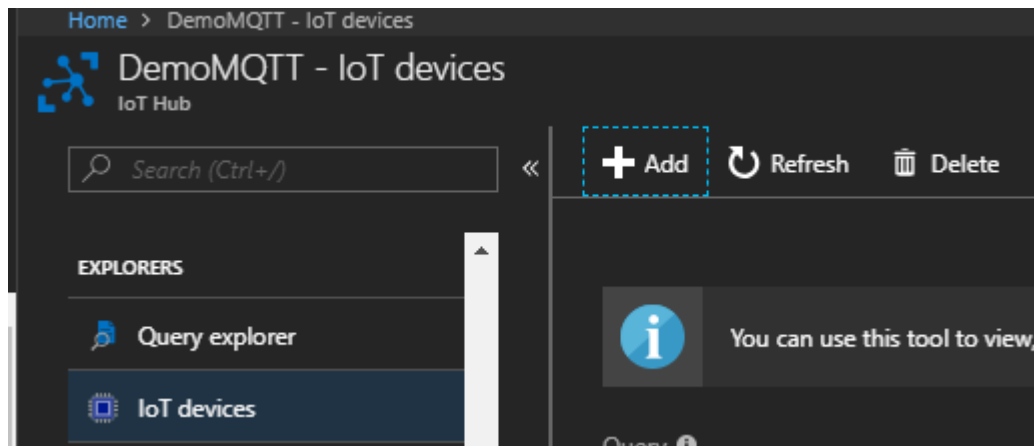 Home > DemoMQTT - IoT devices
DemoMQTT - IoT devices
IoT Hub
Search (Ctrl+/)
«
Add Refresh Delete
EXPLORERS
Query explorer
IoT devices
You can use this tool to view,
Query